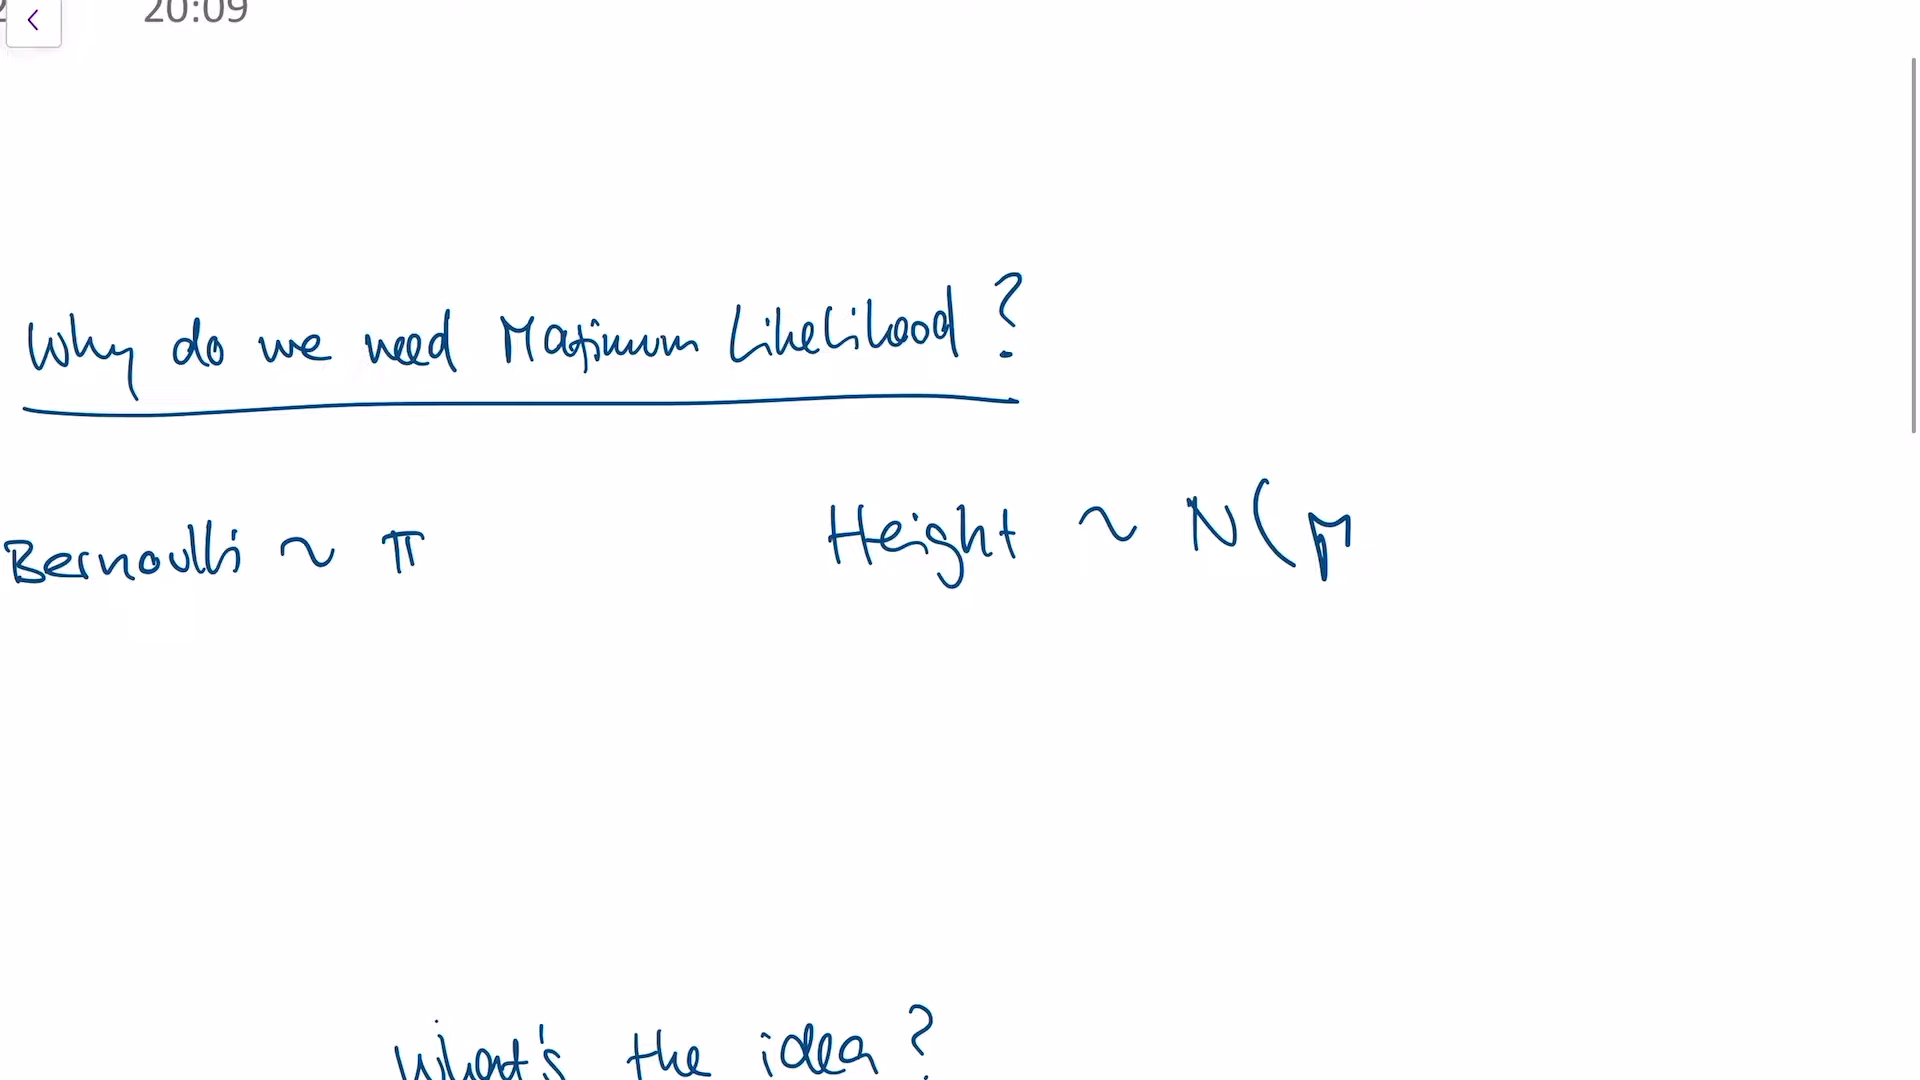 20:09
Why do we need Maximum Likelihood?
Bernoulli ~ π
Height ~ N(μ
What's the idea?